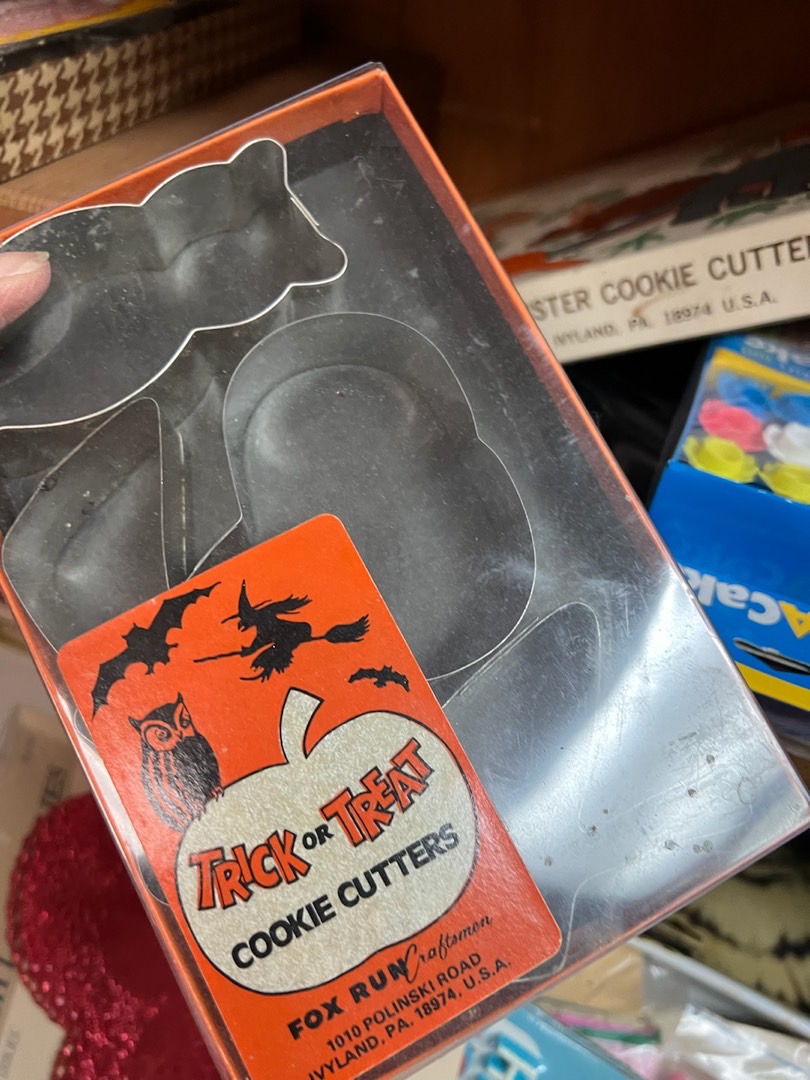 STER COOKIE CUTTE
IVYLAND, PA. 18974 U.S.A.
TRICK OR TREAT
COOKIE CUTTERS
FOX RUN Craftsmen
1010 POLINSKI ROAD
IVYLAND, PA. 18974, U.S.A.
ACak